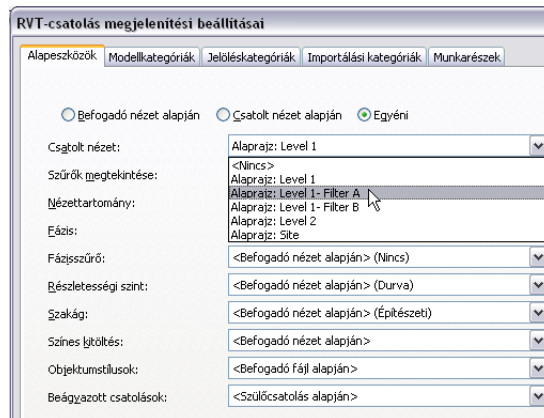 RVT-csatolás megjelenítési beállításai
Alapeszközök Modellkategóriák Jelöléskategóriák Importálási kategóriák Munkarészek
Befogadó nézet alapján Csatolt nézet alapján Egyéni
Csatolt nézet: Alaprajz: Level 1
<Nincs>
Szűrők megtekintése: Alaprajz: Level 1
Alaprajz: Level 1- Filter A
Nézettartomány: Alaprajz: Level 1- Filter B
Alaprajz: Level 2
Fázis: Alaprajz: Site
Fázisszűrő: <Befogadó nézet alapján> (Nincs)
Részletességi szint: <Befogadó nézet alapján> (Durva)
Szakág: <Befogadó nézet alapján> (Építészeti)
Színes kitöltés: <Befogadó nézet alapján>
Objektumstílusok: <Befogadó fájl alapján>
Beágyazott csatolások: <Szülőcsatolás alapján>